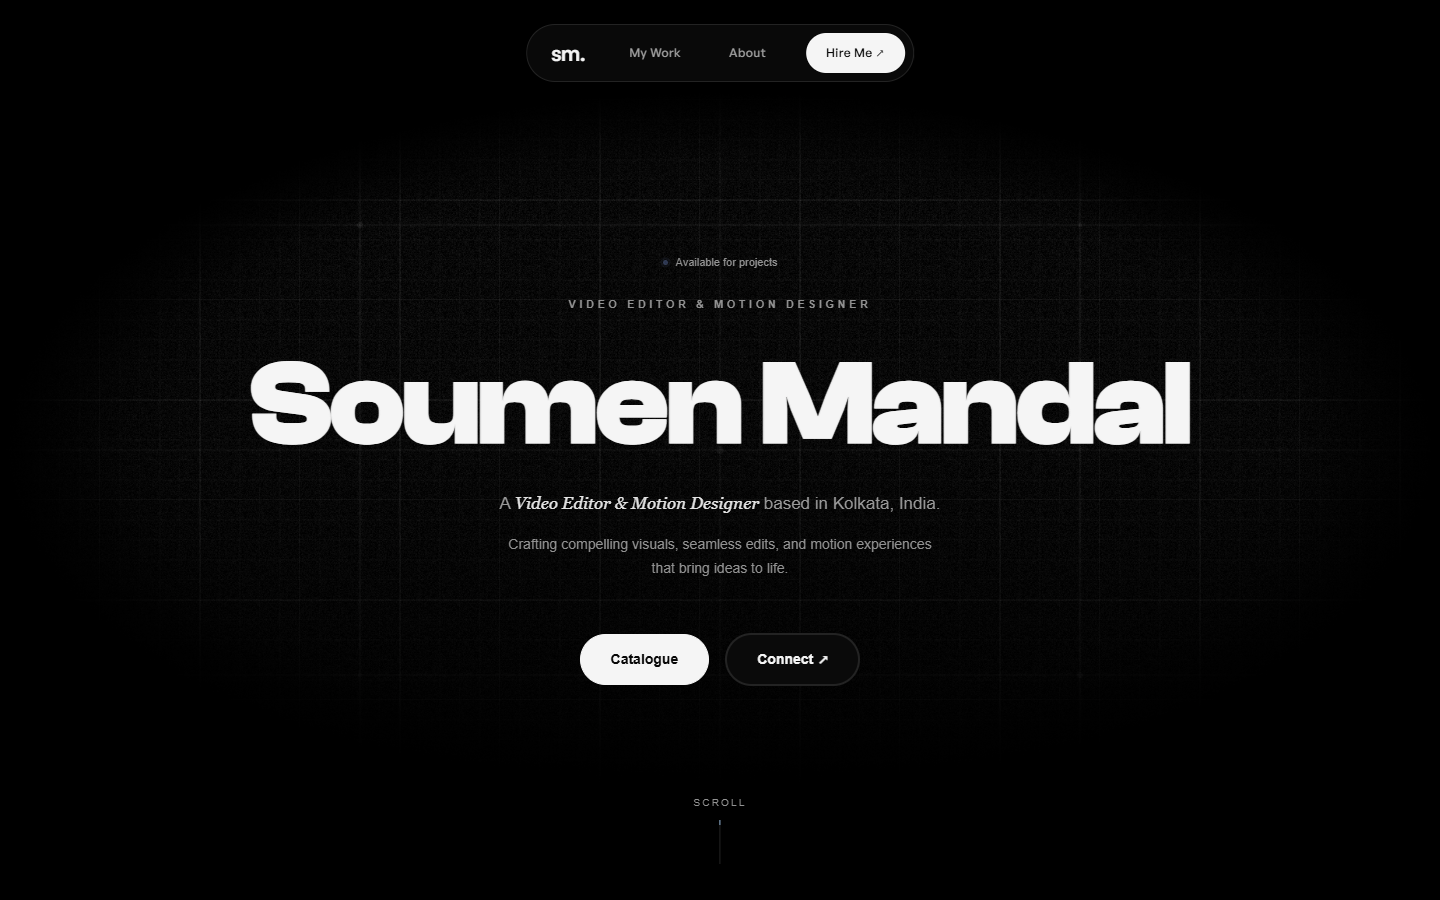 sm.
My Work
About
Hire Me ↗
Available for projects
VIDEO EDITOR & MOTION DESIGNER
Soumen Mandal
A Video Editor & Motion Designer based in Kolkata, India.
Crafting compelling visuals, seamless edits, and motion experiences
that bring ideas to life.
Catalogue
Connect ↗
SCROLL